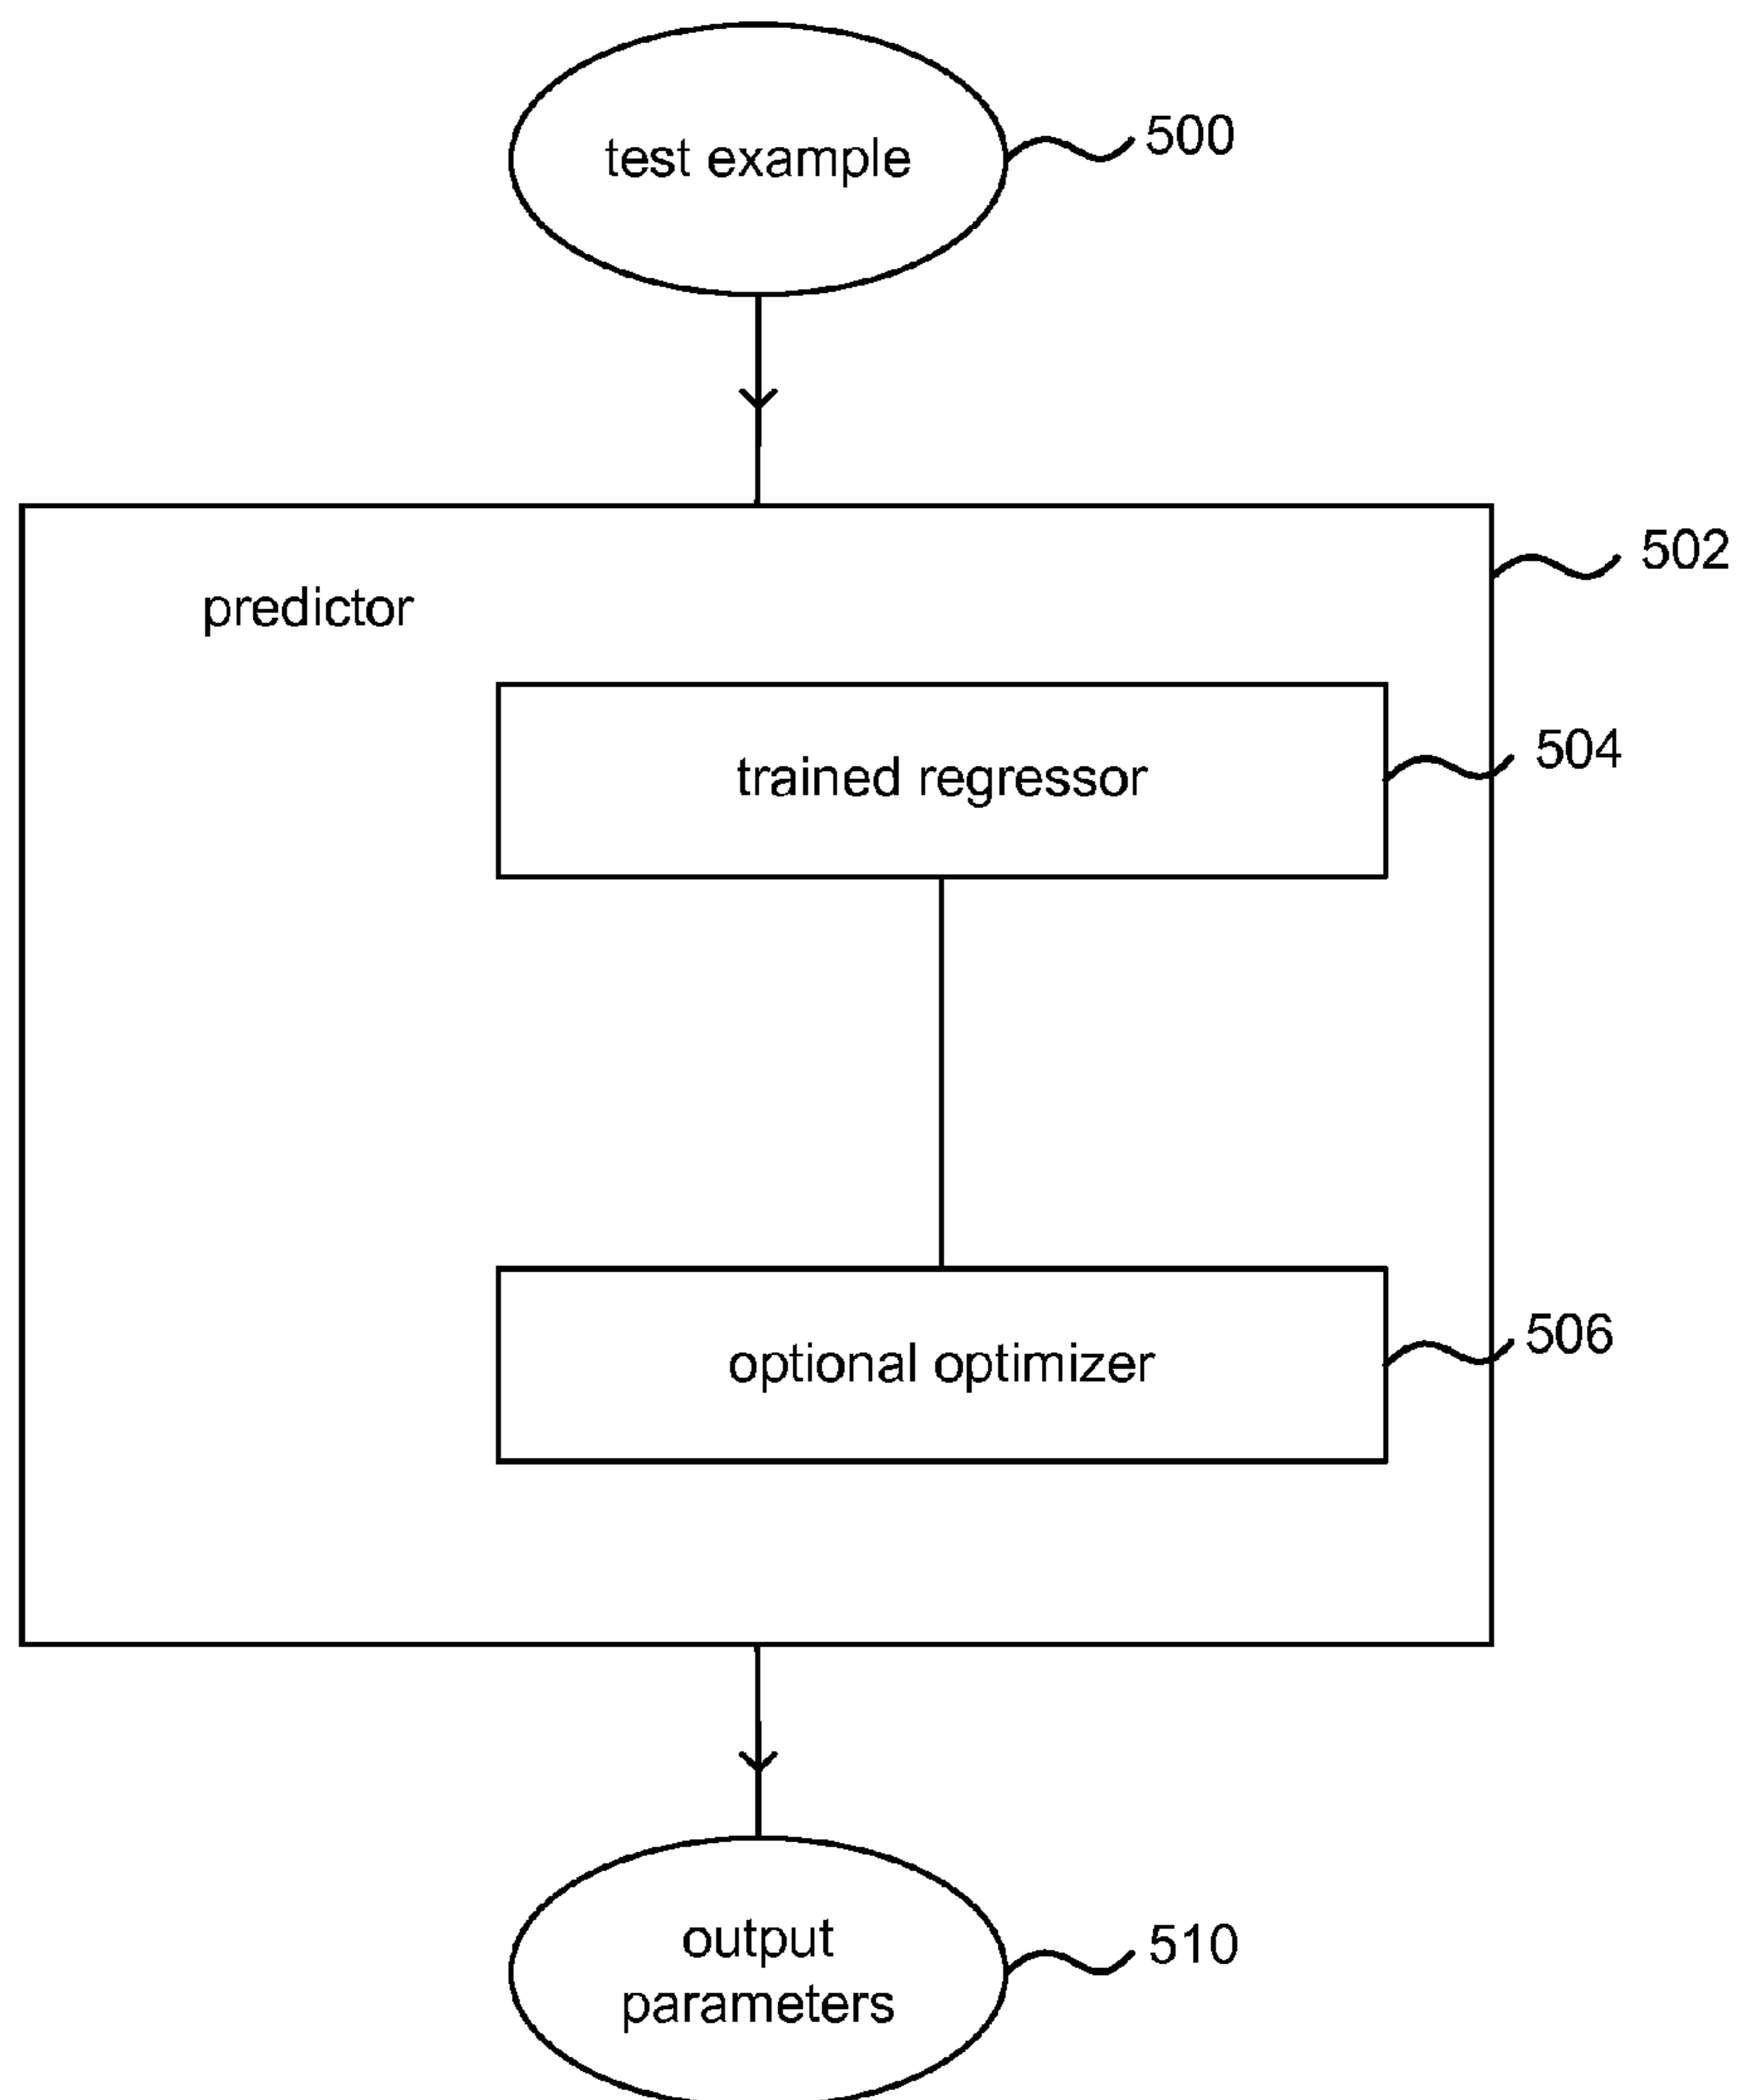 test example
500
502
predictor
trained regressor
504
optional optimizer
506
output
parameters
510